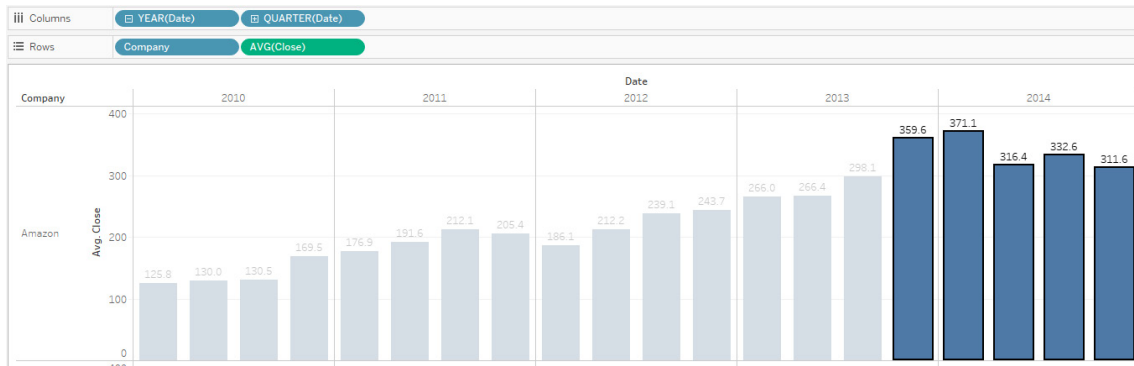 Columns YEAR(Date) QUARTER(Date)
Rows Company AVG(Close)
Date
Company 2010 2011 2012 2013 2014
400
300
200
100
0
Avg. Close
Amazon
125.8 130.0 130.5 169.5 176.9 191.6 212.1 205.4 186.1 212.2 239.1 243.7 266.0 266.4 298.1 359.6 371.1 316.4 332.6 311.6